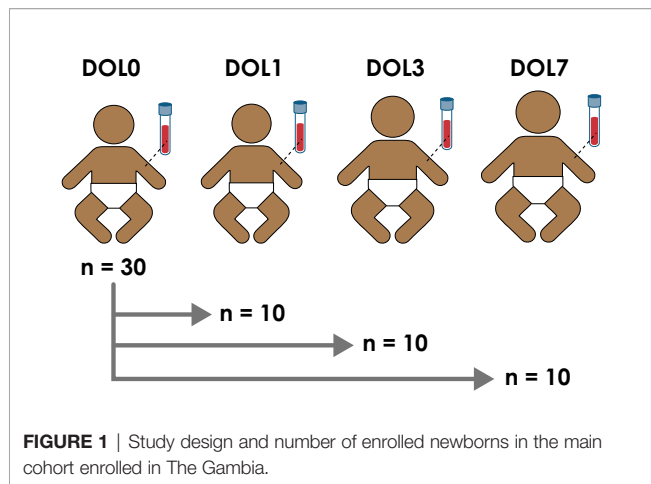 DOL0 DOL1 DOL3 DOL7
n = 30
n = 10
n = 10
n = 10
FIGURE 1 | Study design and number of enrolled newborns in the main
cohort enrolled in The Gambia.